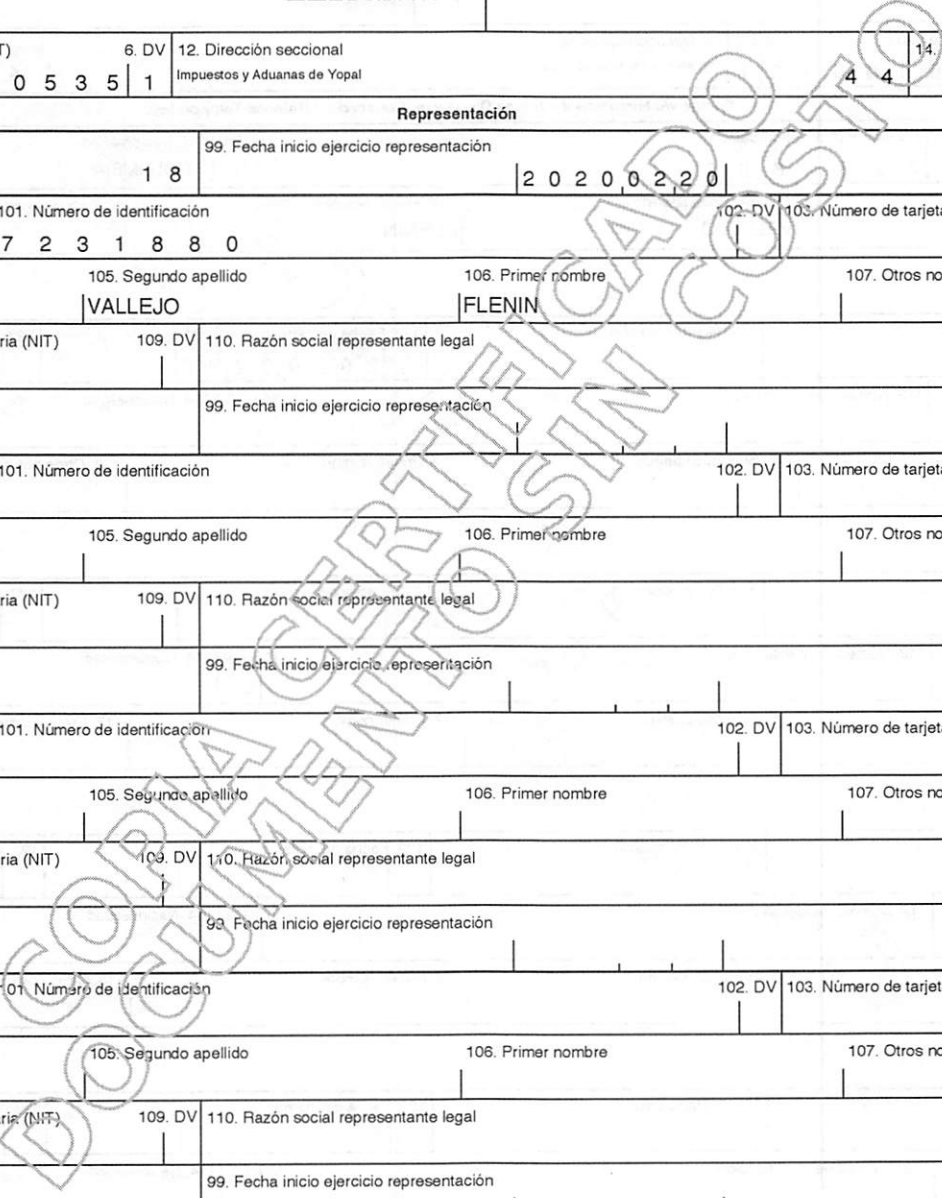 T) 6. DV 12. Dirección seccional 14.
0 5 3 5 1 Impuestos y Aduanas de Yopal 4 4
Representación
99. Fecha inicio ejercicio representación
1 8 2 0 2 0 0 2 2 0
101. Número de identificación 102. DV 103. Número de tarjeta
7 2 3 1 8 8 0
105. Segundo apellido 106. Primer nombre 107. Otros no
VALLEJO FLENIN
ria (NIT) 109. DV 110. Razón social representante legal
99. Fecha inicio ejercicio representación
101. Número de identificación 102. DV 103. Número de tarjeta
105. Segundo apellido 106. Primer nombre 107. Otros no
ria (NIT) 109. DV 110. Razón social representante legal
99. Fecha inicio ejercicio representación
101. Número de identificación 102. DV 103. Número de tarjeta
105. Segundo apellido 106. Primer nombre 107. Otros no
ria (NIT) 109. DV 110. Razón social representante legal
99. Fecha inicio ejercicio representación
101. Número de identificación 102. DV 103. Número de tarjet
105. Segundo apellido 106. Primer nombre 107. Otros no
ria (NIT) 109. DV 110. Razón social representante legal
99. Fecha inicio ejercicio representación
COPIA CERTIFICADO
DOCUMENTO SIN COSTO